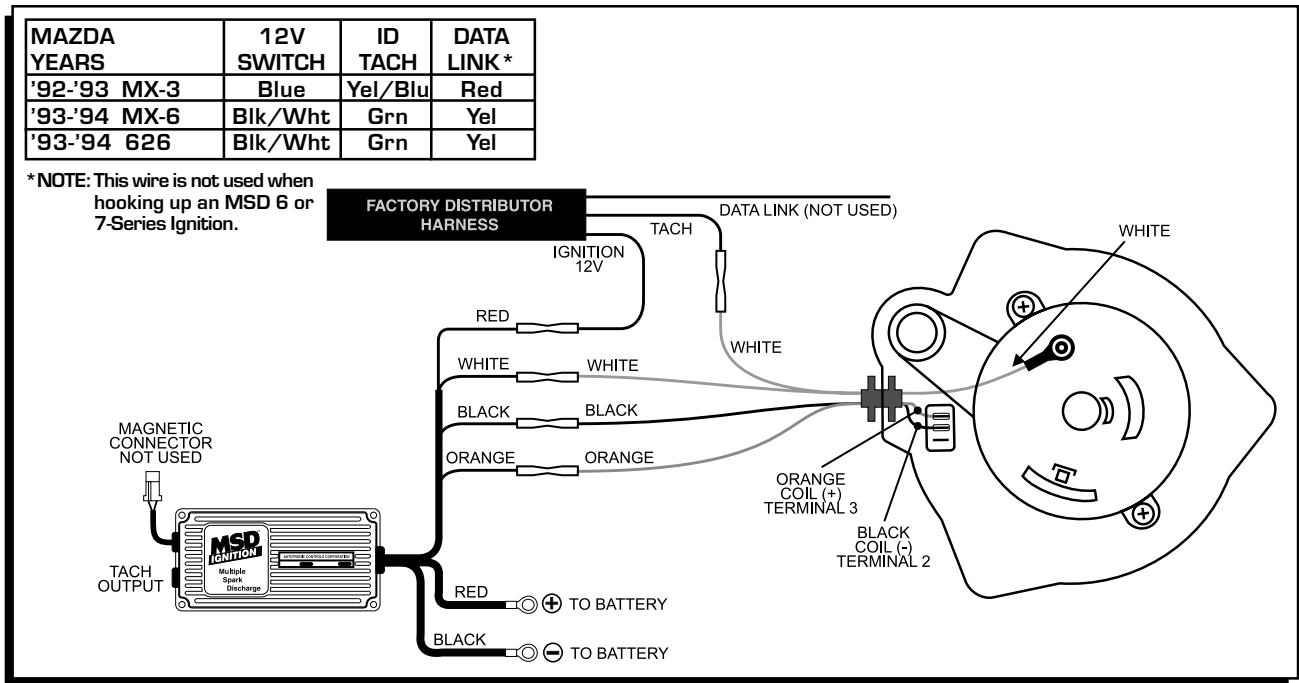 MAZDA YEARS 12V SWITCH ID TACH DATA LINK*
'92-'93 MX-3 Blue Yel/Blu Red
'93-'94 MX-6 Blk/Wht Grn Yel
'93-'94 626 Blk/Wht Grn Yel
*NOTE: This wire is not used when
hooking up an MSD 6 or
7-Series Ignition.
FACTORY DISTRIBUTOR
HARNESS
DATA LINK (NOT USED)
TACH
IGNITION
12V
WHITE
RED
WHITE
WHITE
WHITE
BLACK
BLACK
ORANGE
ORANGE
ORANGE
COIL (+)
TERMINAL 3
BLACK
COIL (-)
TERMINAL 2
MAGNETIC
CONNECTOR
NOT USED
TACH
OUTPUT
MSD
IGNITION
Multiple
Spark
Discharge
AUTOTRONIC CONTROLS CORPORATION
RED
+ TO BATTERY
BLACK
- TO BATTERY